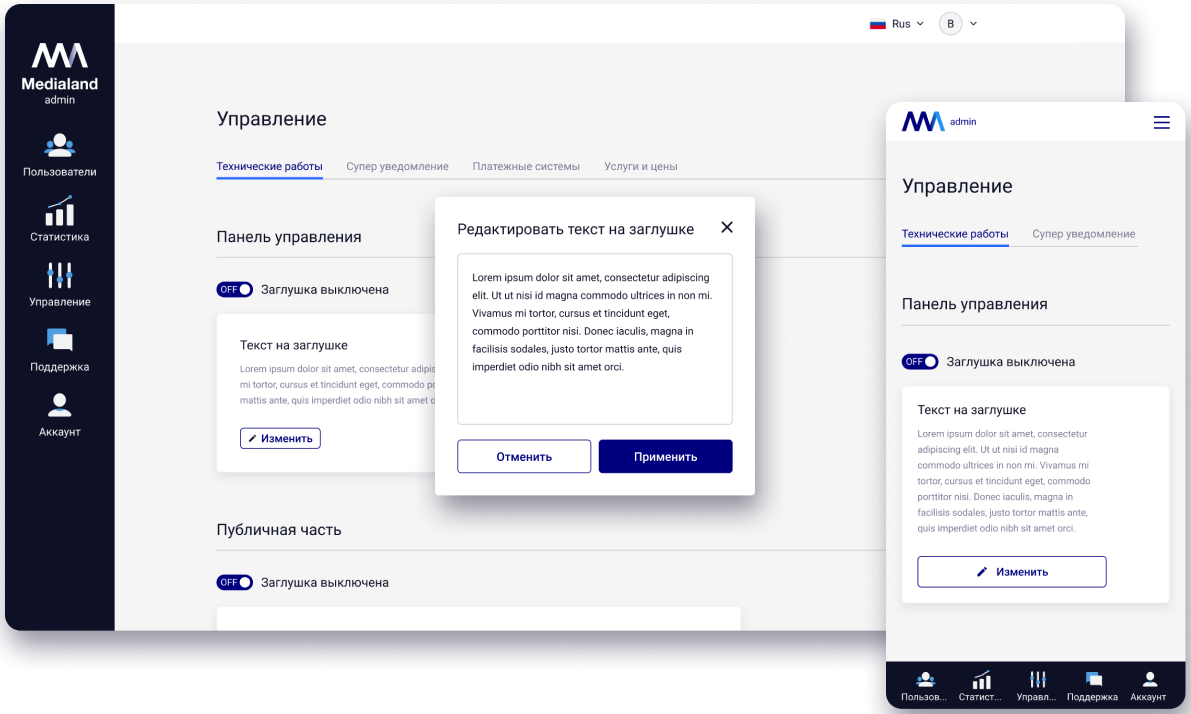 Rus
B
Medialand
admin
Пользователи
Статистика
Управление
Поддержка
Аккаунт
Управление
Технические работы
Супер уведомление
Платежные системы
Услуги и цены
Панель управления
OFF
Заглушка выключена
Текст на заглушке
Lorem ipsum dolor sit amet, consectetur adipis
mi tortor, cursus et tincidunt eget, commodo
mattis ante, quis imperdiet odio nibh sit amet
Изменить
Публичная часть
OFF
Заглушка выключена
Редактировать текст на заглушке
Lorem ipsum dolor sit amet, consectetur adipiscing
elit. Ut ut nisi id magna commodo ultrices in non mi.
Vivamus mi tortor, cursus et tincidunt eget,
commodo porttitor nisi. Donec iaculis, magna in
facilisis sodales, justo tortor mattis ante, quis
imperdiet odio nibh sit amet orci.
Отменить
Применить
admin
Управление
Технические работы
Супер уведомление
Панель управления
OFF
Заглушка выключена
Текст на заглушке
Lorem ipsum dolor sit amet, consectetur
adipiscing elit. Ut ut nisi id magna
commodo ultrices in non mi. Vivamus mi
tortor, cursus et tincidunt eget, commodo
porttitor nisi. Donec iaculis, magna in
facilisis sodales, justo tortor mattis ante,
quis imperdiet odio nibh sit amet orci.
Изменить
Пользов...
Статист...
Управл...
Поддержка
Аккаунт